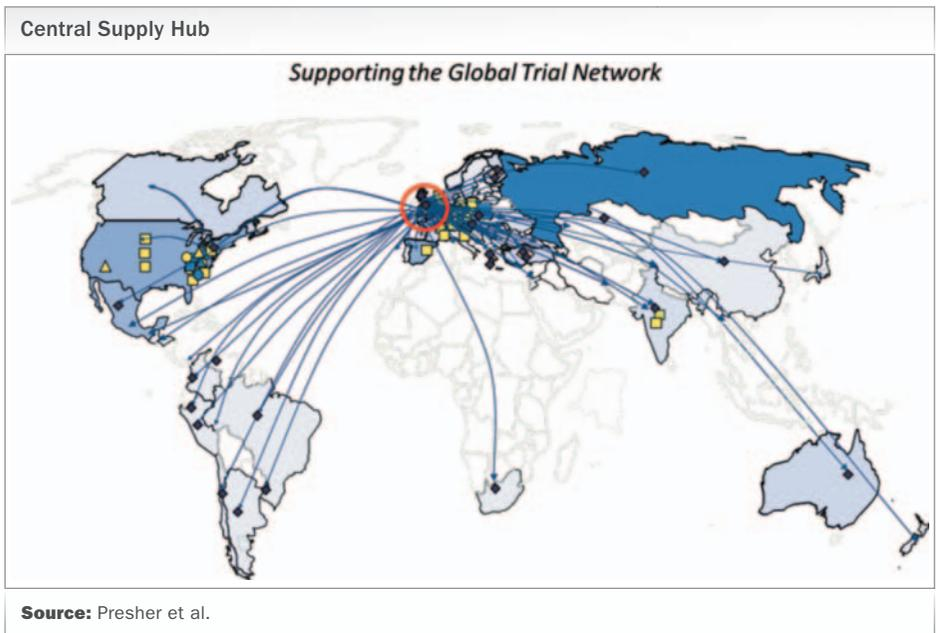 Central Supply Hub
Supporting the Global Trial Network
Source: Presher et al.